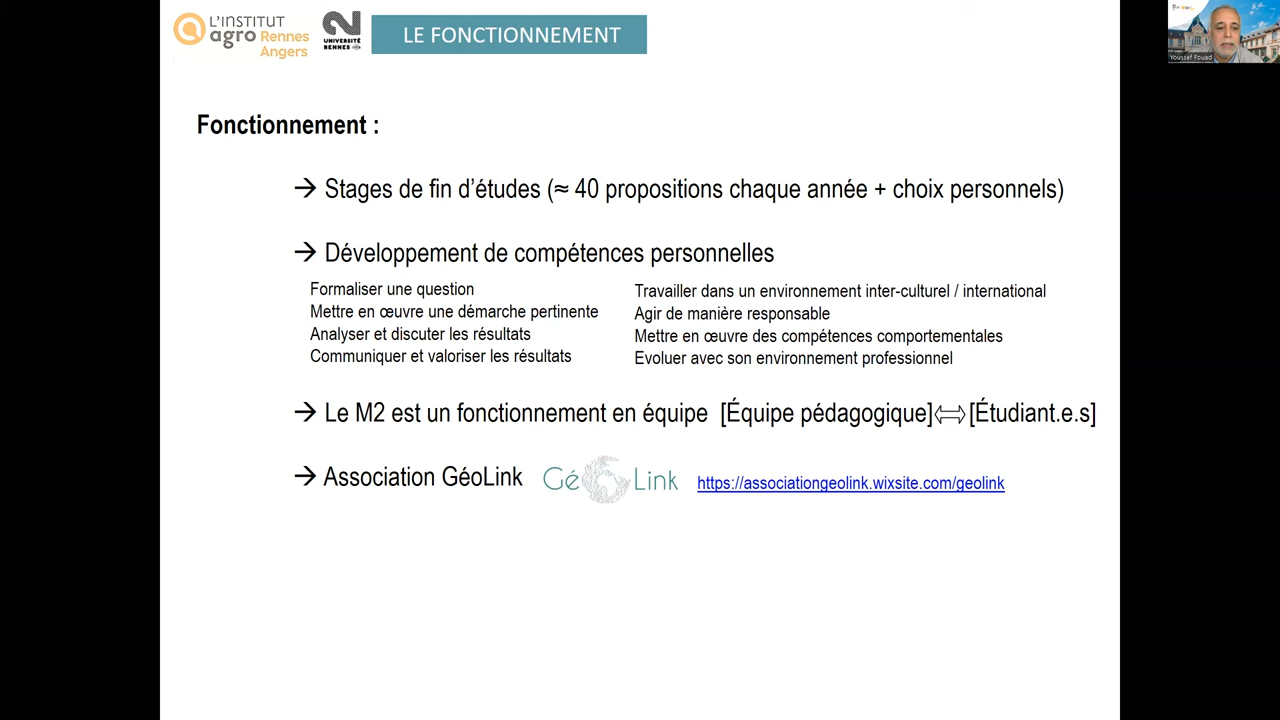 L'INSTITUT
agro Rennes
Angers
UNIVERSITÉ
RENNES
LE FONCTIONNEMENT
Youssef Fouad
Fonctionnement :
→ Stages de fin d'études (≈ 40 propositions chaque année + choix personnels)
→ Développement de compétences personnelles
Formaliser une question
Mettre en œuvre une démarche pertinente
Analyser et discuter les résultats
Communiquer et valoriser les résultats
Travailler dans un environnement inter-culturel / international
Agir de manière responsable
Mettre en œuvre des compétences comportementales
Evoluer avec son environnement professionnel
→ Le M2 est un fonctionnement en équipe [Équipe pédagogique]⇔[Étudiant.e.s]
→ Association GéoLink
Gé Link
https://associationgeolink.wixsite.com/geolink